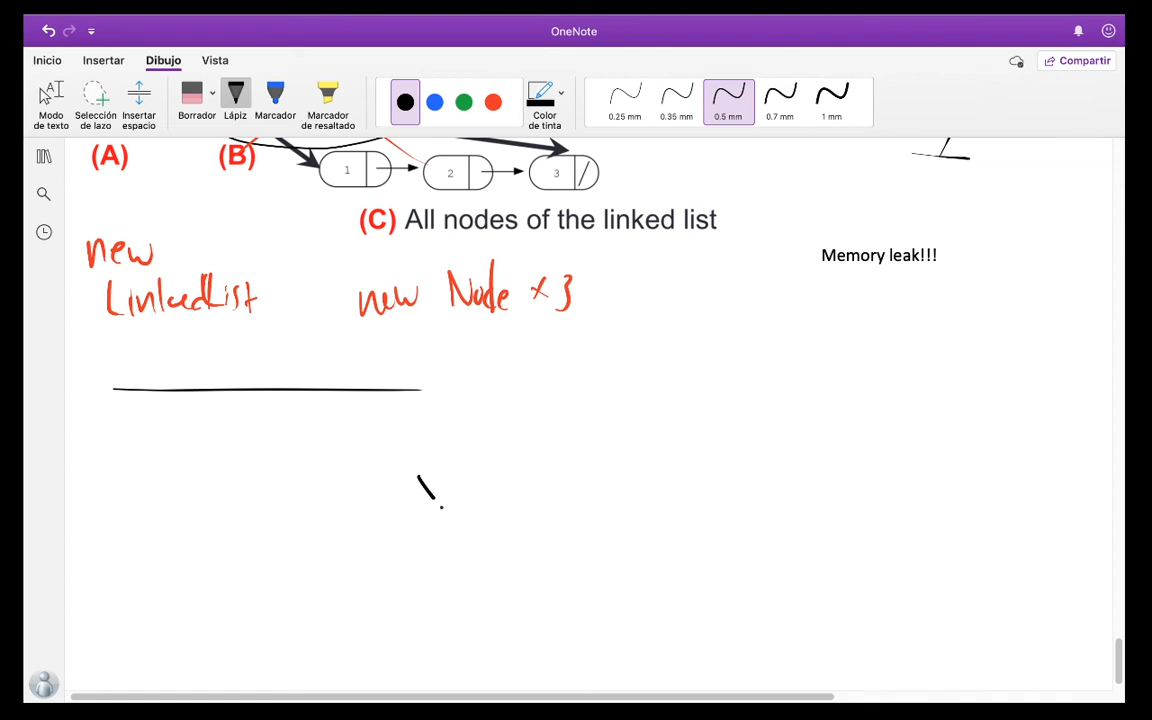 OneNote
Inicio Insertar Dibujo Vista
Compartir
Modo de texto
Selección de lazo
Insertar espacio
Borrador
Lápiz
Marcador
Marcador de resaltado
Color de tinta
0.25 mm
0.35 mm
0.5 mm
0.7 mm
1 mm
(A) (B)
1 2 3
(C) All nodes of the linked list
new
LinkedList
new Node x 3
Memory leak!!!